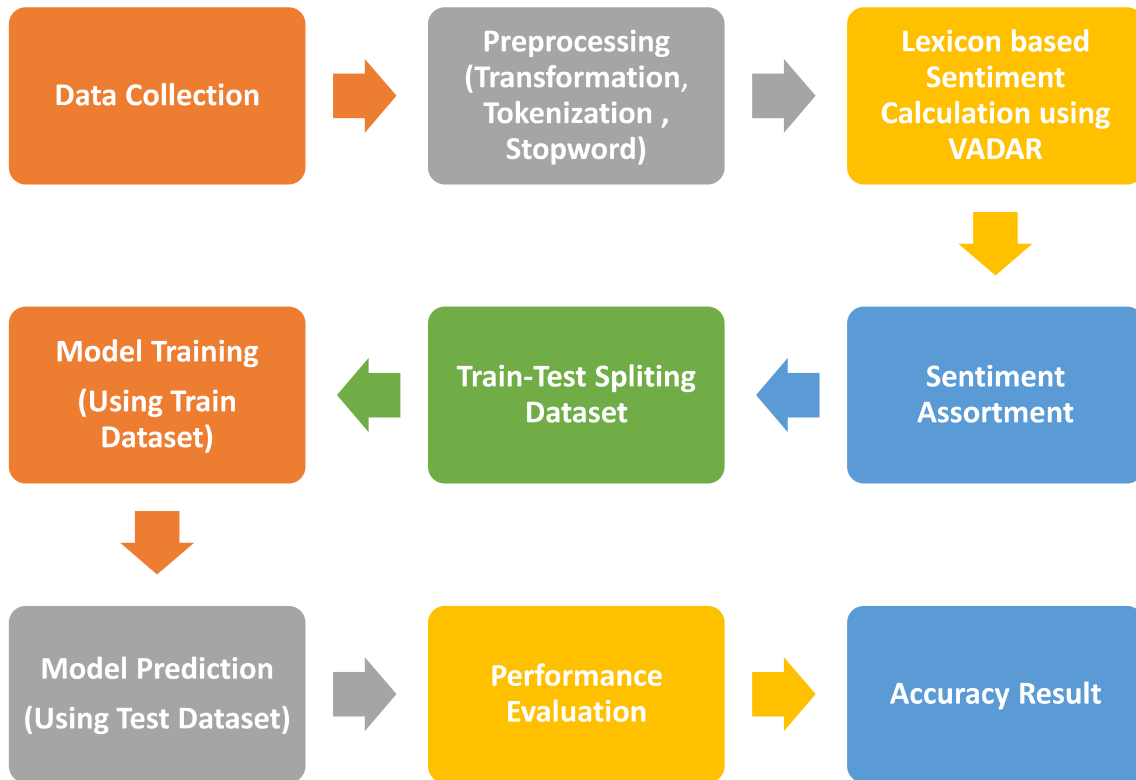 Data Collection
Preprocessing
(Transformation,
Tokenization ,
Stopword)
Lexicon based
Sentiment
Calculation using
VADAR
Model Training
(Using Train
Dataset)
Train-Test Spliting
Dataset
Sentiment
Assortment
Model Prediction
(Using Test Dataset)
Performance
Evaluation
Accuracy Result